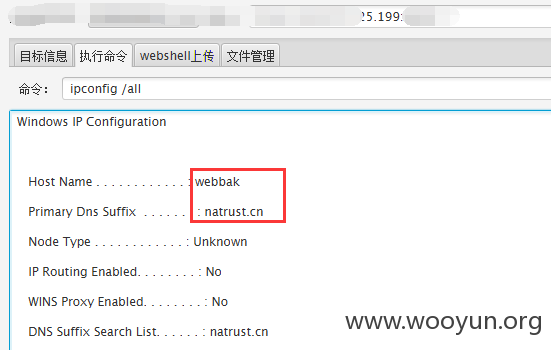 25.199:
目标信息 执行命令 webshell上传 文件管理
命令： ipconfig /all
Windows IP Configuration
Host Name . . . . . . . . . . . . : webbak
Primary Dns Suffix . . . . . . . : natrust.cn
Node Type . . . . . . . . . . . . : Unknown
IP Routing Enabled. . . . . . . . : No
WINS Proxy Enabled. . . . . . . . : No
DNS Suffix Search List. . . . . . : natrust.cn
www.wooyun.org